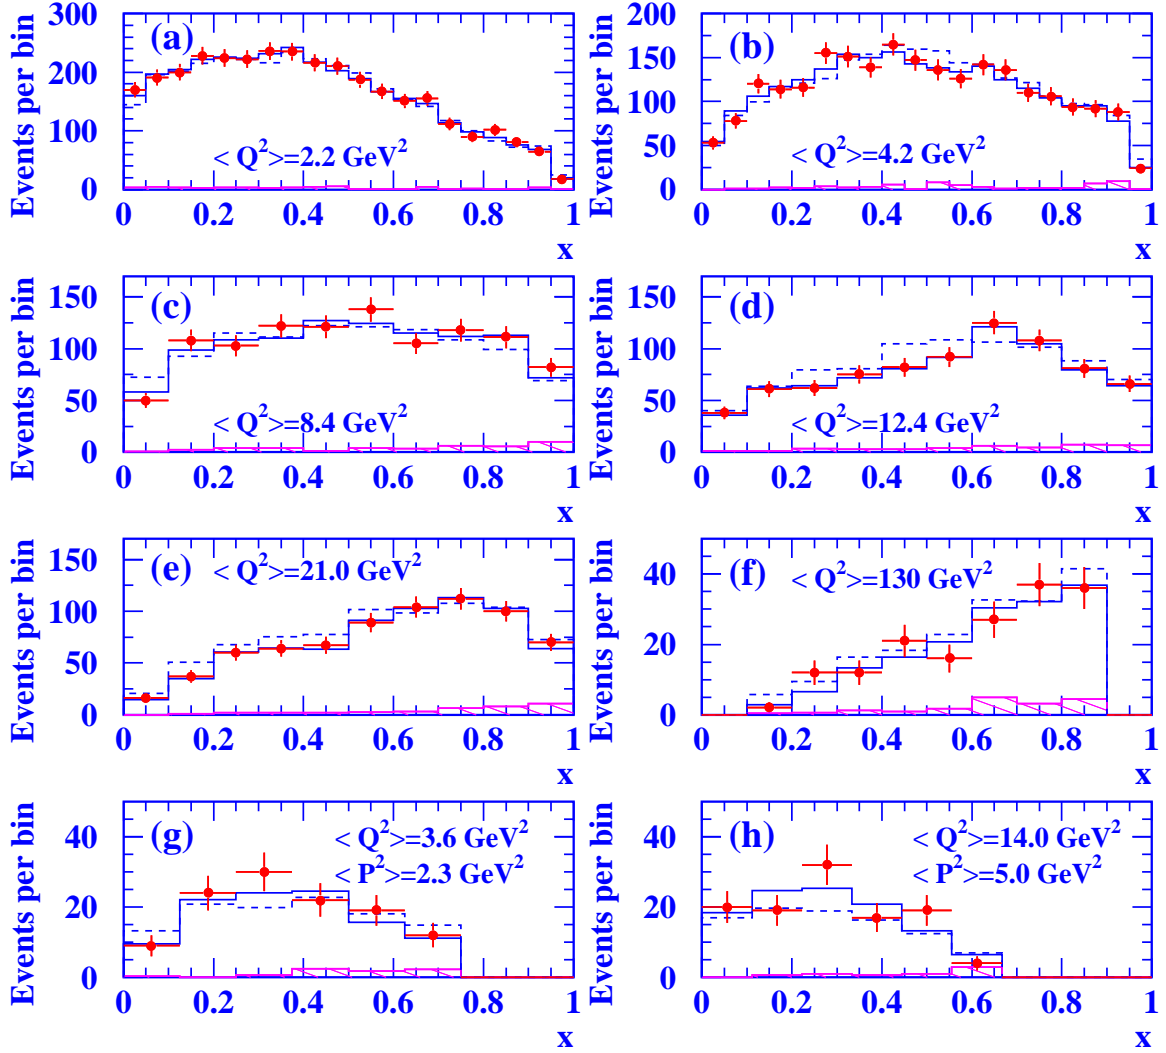 Events per bin
300
200
100
0
(a)
< Q²>=2.2 GeV²
0 0.2 0.4 0.6 0.8 1
x
Events per bin
200
150
100
50
0
(b)
< Q²>=4.2 GeV²
0 0.2 0.4 0.6 0.8 1
x
Events per bin
150
100
50
0
(c)
< Q²>=8.4 GeV²
0 0.2 0.4 0.6 0.8 1
x
Events per bin
150
100
50
0
(d)
< Q²>=12.4 GeV²
0 0.2 0.4 0.6 0.8 1
x
Events per bin
150
100
50
0
(e)
< Q²>=21.0 GeV²
0 0.2 0.4 0.6 0.8 1
x
Events per bin
40
20
0
(f)
< Q²>=130 GeV²
0 0.2 0.4 0.6 0.8 1
x
Events per bin
40
20
0
(g)
< Q²>=3.6 GeV²
< P²>=2.3 GeV²
0 0.2 0.4 0.6 0.8 1
x
Events per bin
40
20
0
(h)
< Q²>=14.0 GeV²
< P²>=5.0 GeV²
0 0.2 0.4 0.6 0.8 1
x